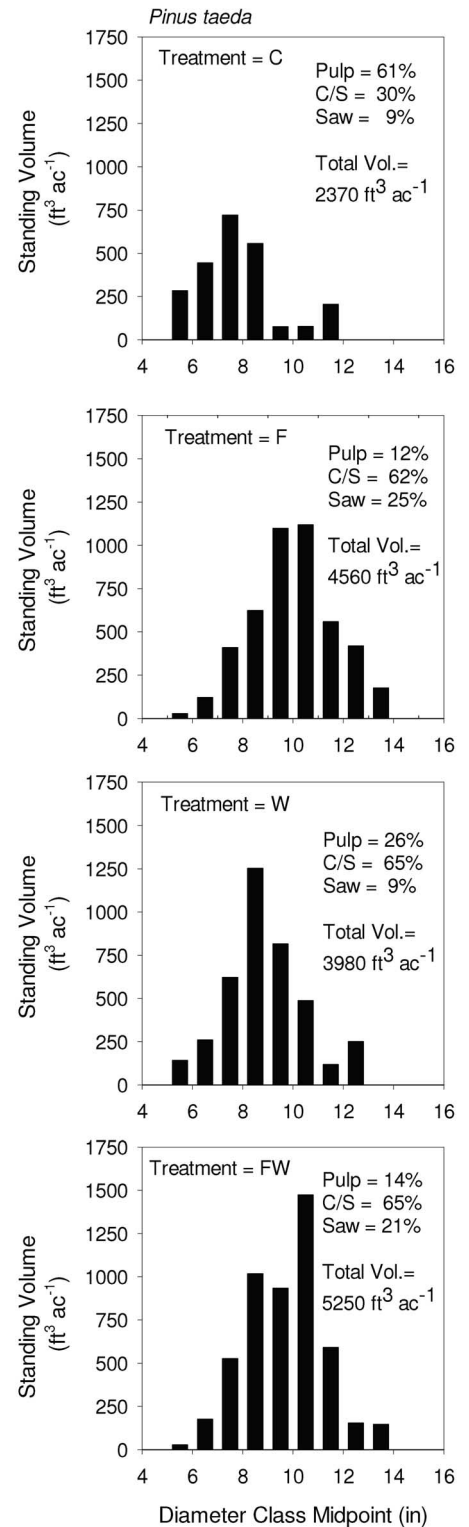 Pinus taeda
Treatment = C
Pulp = 61%
C/S = 30%
Saw = 9%
Total Vol.=
2370 ft³ ac⁻¹
Standing Volume
(ft³ ac⁻¹)
1750
1500
1250
1000
750
500
250
0
4 6 8 10 12 14 16
Treatment = F
Pulp = 12%
C/S = 62%
Saw = 25%
Total Vol.=
4560 ft³ ac⁻¹
Standing Volume
(ft³ ac⁻¹)
1750
1500
1250
1000
750
500
250
0
4 6 8 10 12 14 16
Treatment = W
Pulp = 26%
C/S = 65%
Saw = 9%
Total Vol.=
3980 ft³ ac⁻¹
Standing Volume
(ft³ ac⁻¹)
1750
1500
1250
1000
750
500
250
0
4 6 8 10 12 14 16
Treatment = FW
Pulp = 14%
C/S = 65%
Saw = 21%
Total Vol.=
5250 ft³ ac⁻¹
Standing Volume
(ft³ ac⁻¹)
1750
1500
1250
1000
750
500
250
0
4 6 8 10 12 14 16
Diameter Class Midpoint (in)